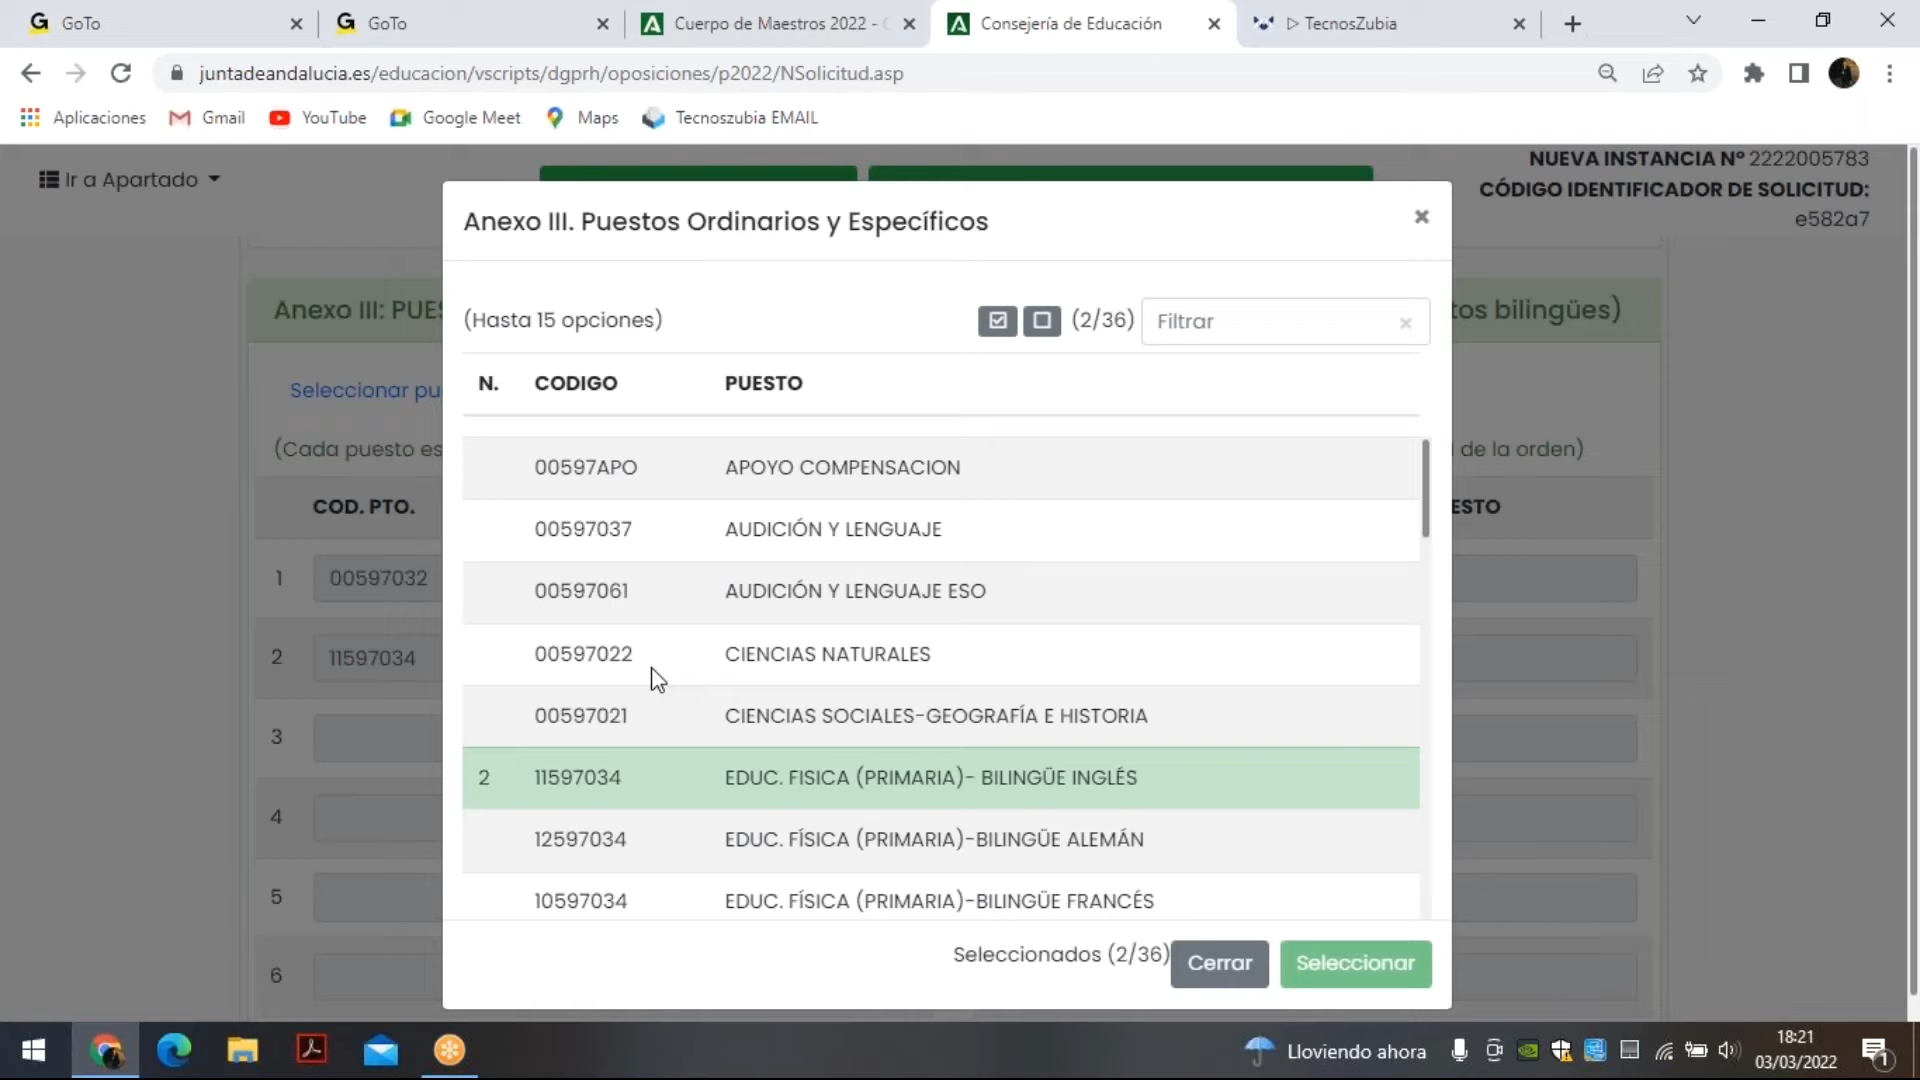 GoTo
GoTo
Cuerpo de Maestros 2022 -
Consejería de Educación
▷ TecnosZubia
juntadeandalucia.es/educacion/vscripts/dgprh/oposiciones/p2022/NSolicitud.asp
Aplicaciones
Gmail
YouTube
Google Meet
Maps
Tecnoszubia EMAIL
Ir a Apartado
NUEVA INSTANCIA Nº 2222005783
CÓDIGO IDENTIFICADOR DE SOLICITUD:
e582a7
Anexo III. Puestos Ordinarios y Específicos
Anexo III: PUES
tos bilingües)
(Hasta 15 opciones)
(2/36)
Filtrar
Seleccionar pu
N. CODIGO PUESTO
(Cada puesto es
de la orden)
00597APO APOYO COMPENSACION
COD. PTO.
ESTO
00597037 AUDICIÓN Y LENGUAJE
1 00597032
00597061 AUDICIÓN Y LENGUAJE ESO
2 11597034
00597022 CIENCIAS NATURALES
00597021 CIENCIAS SOCIALES-GEOGRAFÍA E HISTORIA
3
2 11597034 EDUC. FISICA (PRIMARIA)- BILINGÜE INGLÉS
4
12597034 EDUC. FÍSICA (PRIMARIA)-BILINGÜE ALEMÁN
5
10597034 EDUC. FÍSICA (PRIMARIA)-BILINGÜE FRANCÉS
6
Seleccionados (2/36)
Cerrar
Seleccionar
Lloviendo ahora
18:21
03/03/2022
1